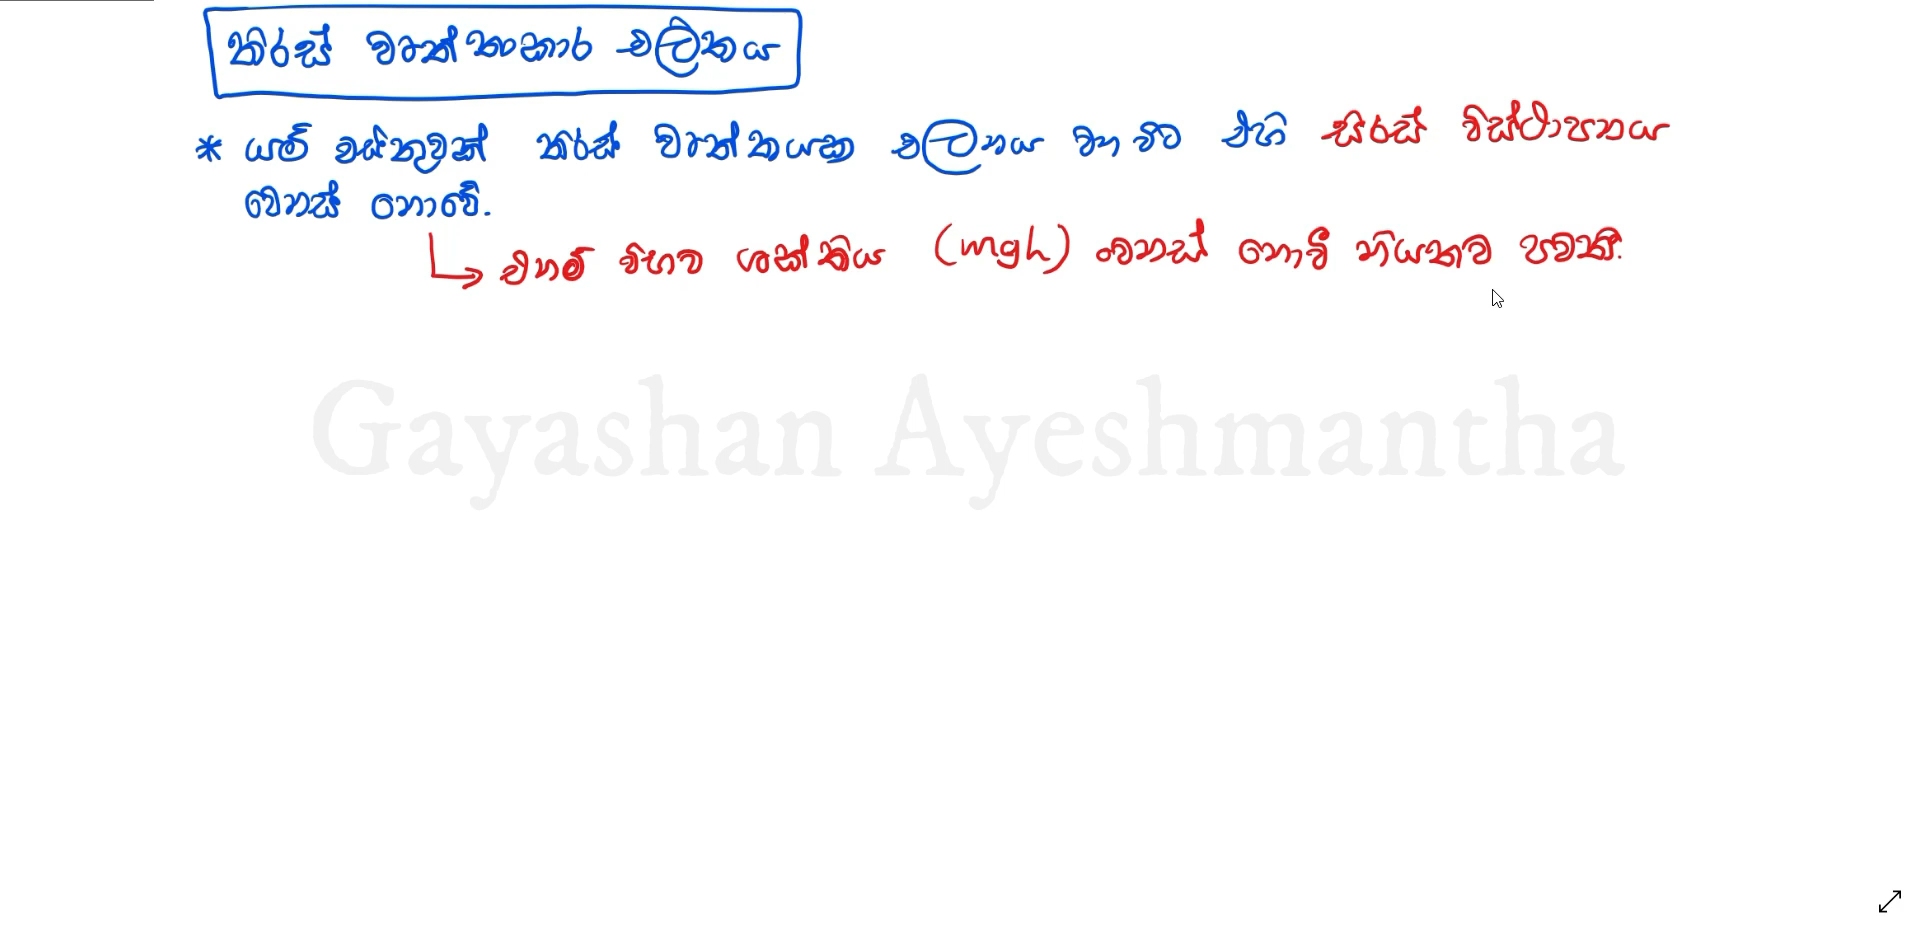 තිරස් වෘත්තාකාර චලිතය
* යම් වස්තුවක් තිරස් වෘත්තයක චලනය වන විට එහි සිරස් විස්ථාපනය
වෙනස් නොවේ.
එනම් විභව ශක්තිය (mgh) වෙනස් නොවී නියතව පවතී.
Gayashan Ayeshmantha